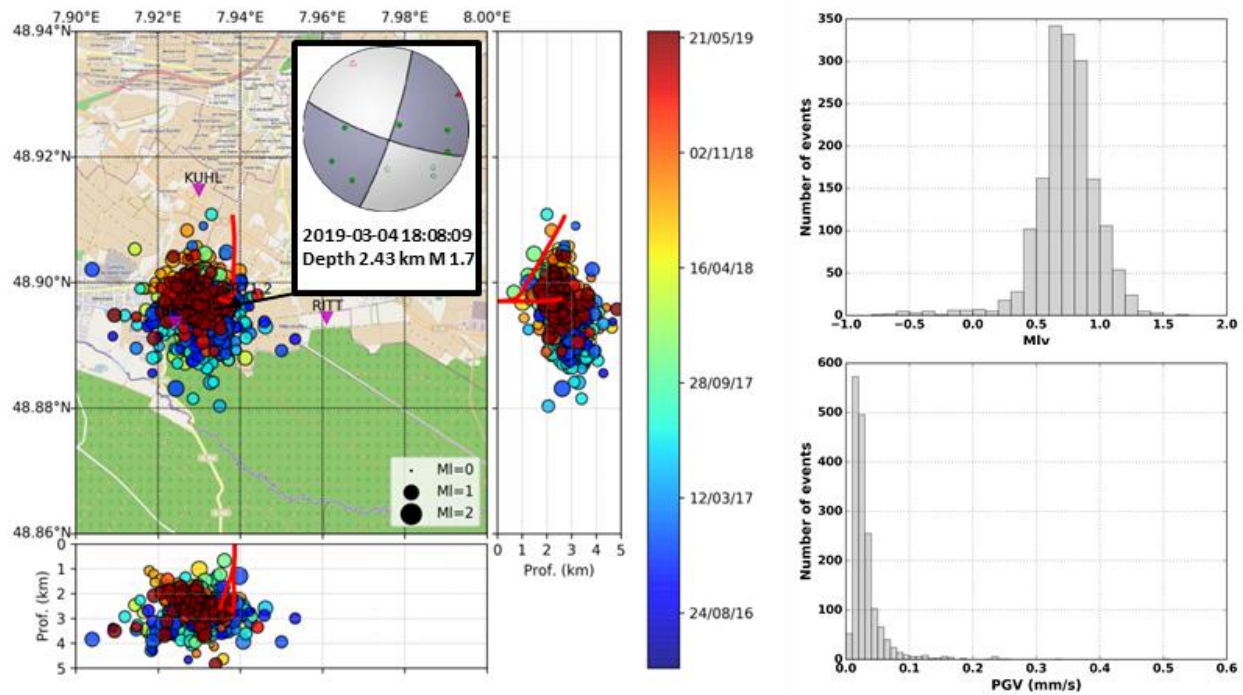 7.90°E 7.92°E 7.94°E 7.96°E 7.98°E 8.00°E
48.94°N
48.92°N
48.90°N
48.88°N
48.86°N
KUHL
RITT
2019-03-04 18:08:09
Depth 2.43 km M 1.7
Ml=0
Ml=1
Ml=2
0 1 2 3 4 5
Prof. (km)
0
1
2
3
4
5
Prof. (km)
21/05/19
02/11/18
16/04/18
28/09/17
12/03/17
24/08/16
350
300
250
200
150
100
50
0
Number of events
−1.0 −0.5 0.0 0.5 1.0 1.5 2.0
Mlv
600
500
400
300
200
100
0
Number of events
0.0 0.1 0.2 0.3 0.4 0.5 0.6
PGV (mm/s)